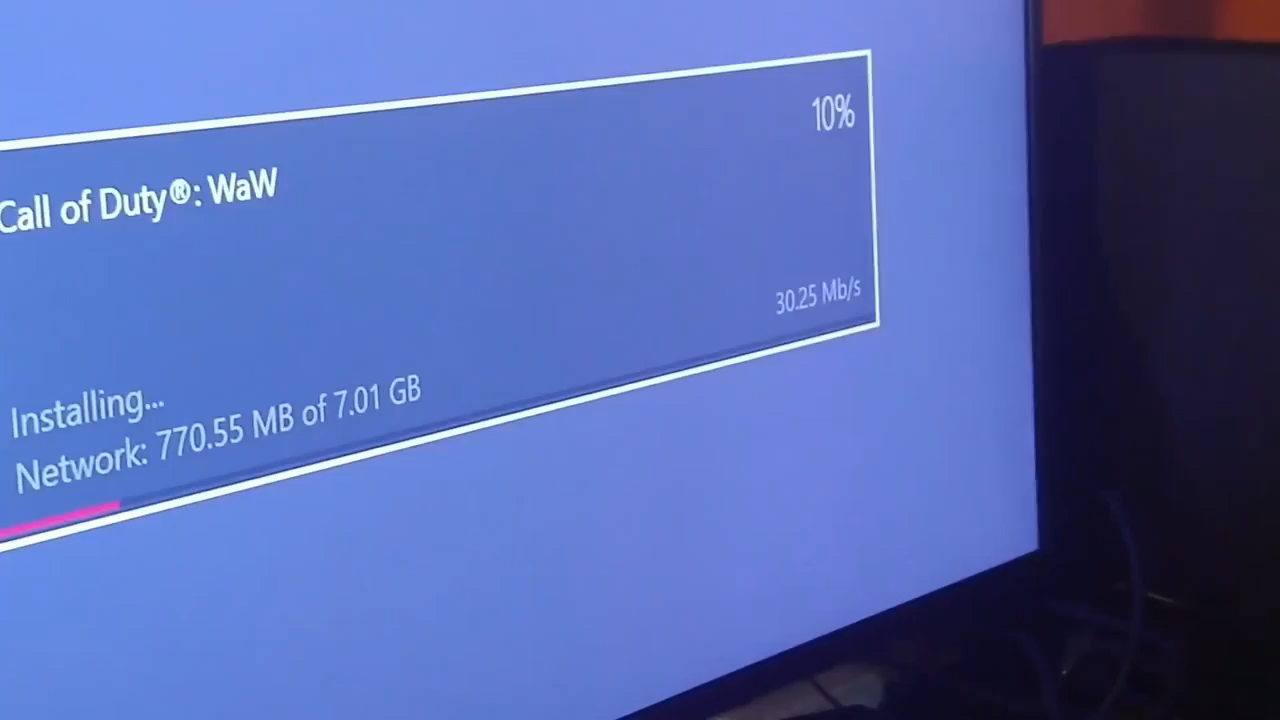 10%
Call of Duty®: WaW
30.25 Mb/s
Installing...
Network: 770.55 MB of 7.01 GB